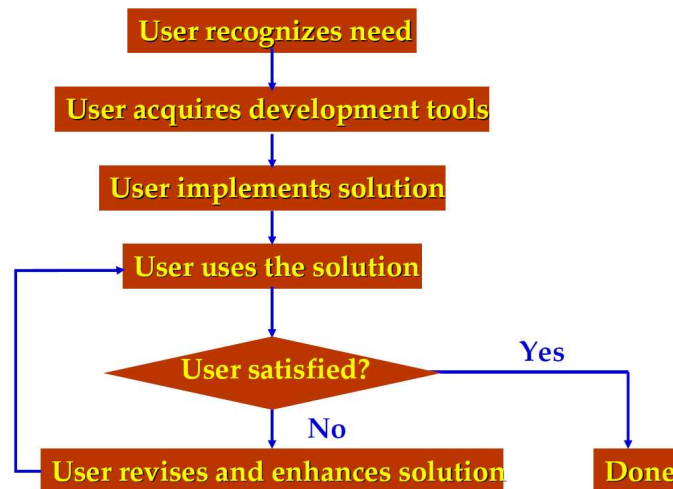 User recognizes need
User acquires development tools
User implements solution
User uses the solution
User satisfied?
Yes
No
User revises and enhances solution
Done